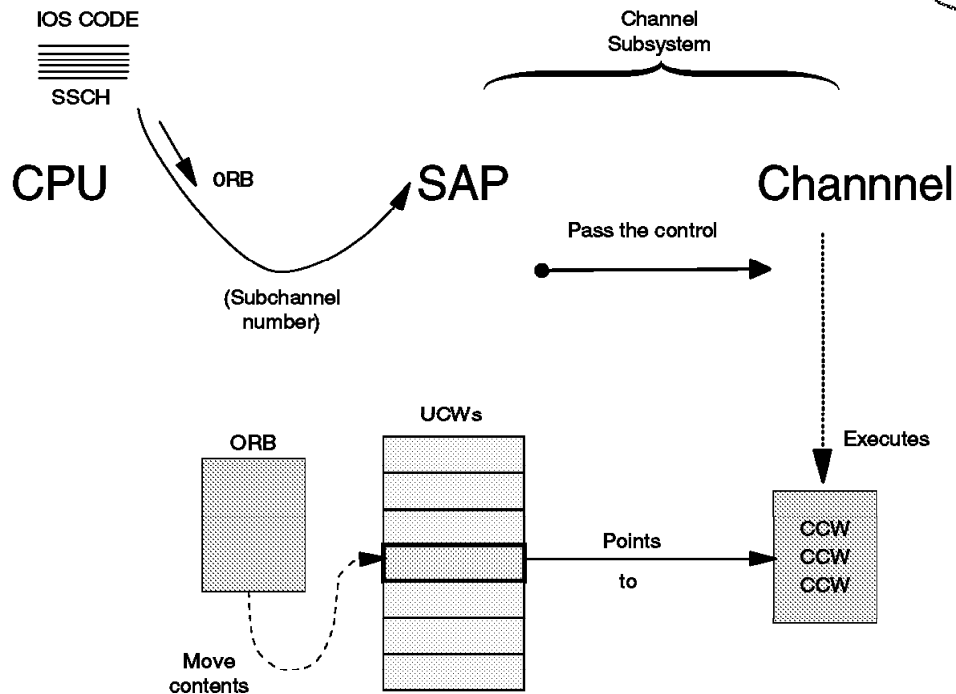 IOS CODE
SSCH
Channel
Subsystem
CPU
ORB
SAP
Channnel
Pass the control
(Subchannel
number)
UCWs
ORB
Executes
CCW
CCW
CCW
Points
to
Move
contents